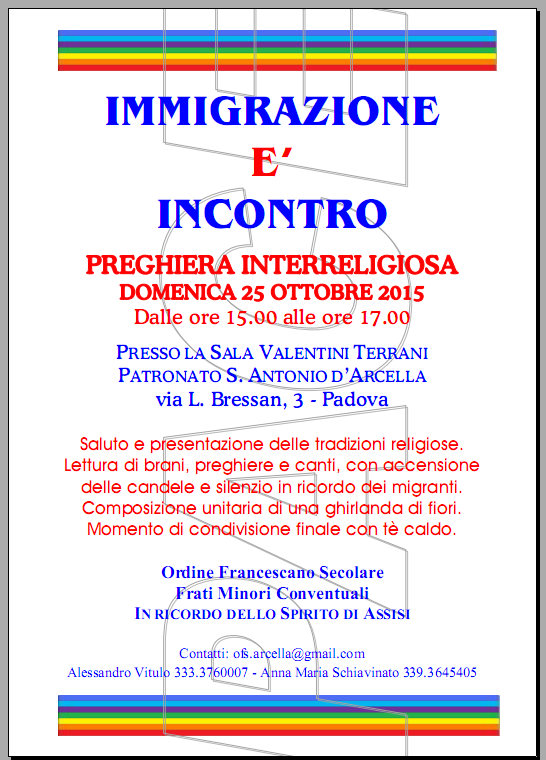 IMMIGRAZIONE
E'
INCONTRO
PREGHIERA INTERRELIGIOSA
DOMENICA 25 OTTOBRE 2015
Dalle ore 15.00 alle ore 17.00
PRESSO LA SALA VALENTINI TERRANI
PATRONATO S. ANTONIO D'ARCELLA
via L. Bressan, 3 - Padova
Saluto e presentazione delle tradizioni religiose.
Lettura di brani, preghiere e canti, con accensione
delle candele e silenzio in ricordo dei migranti.
Composizione unitaria di una ghirlanda di fiori.
Momento di condivisione finale con tè caldo.
Ordine Francescano Secolare
Frati Minori Conventuali
IN RICORDO DELLO SPIRITO DI ASSISI
Contatti: ofs.arcella@gmail.com
Alessandro Vitulo 333.3760007 - Anna Maria Schiavinato 339.3645405